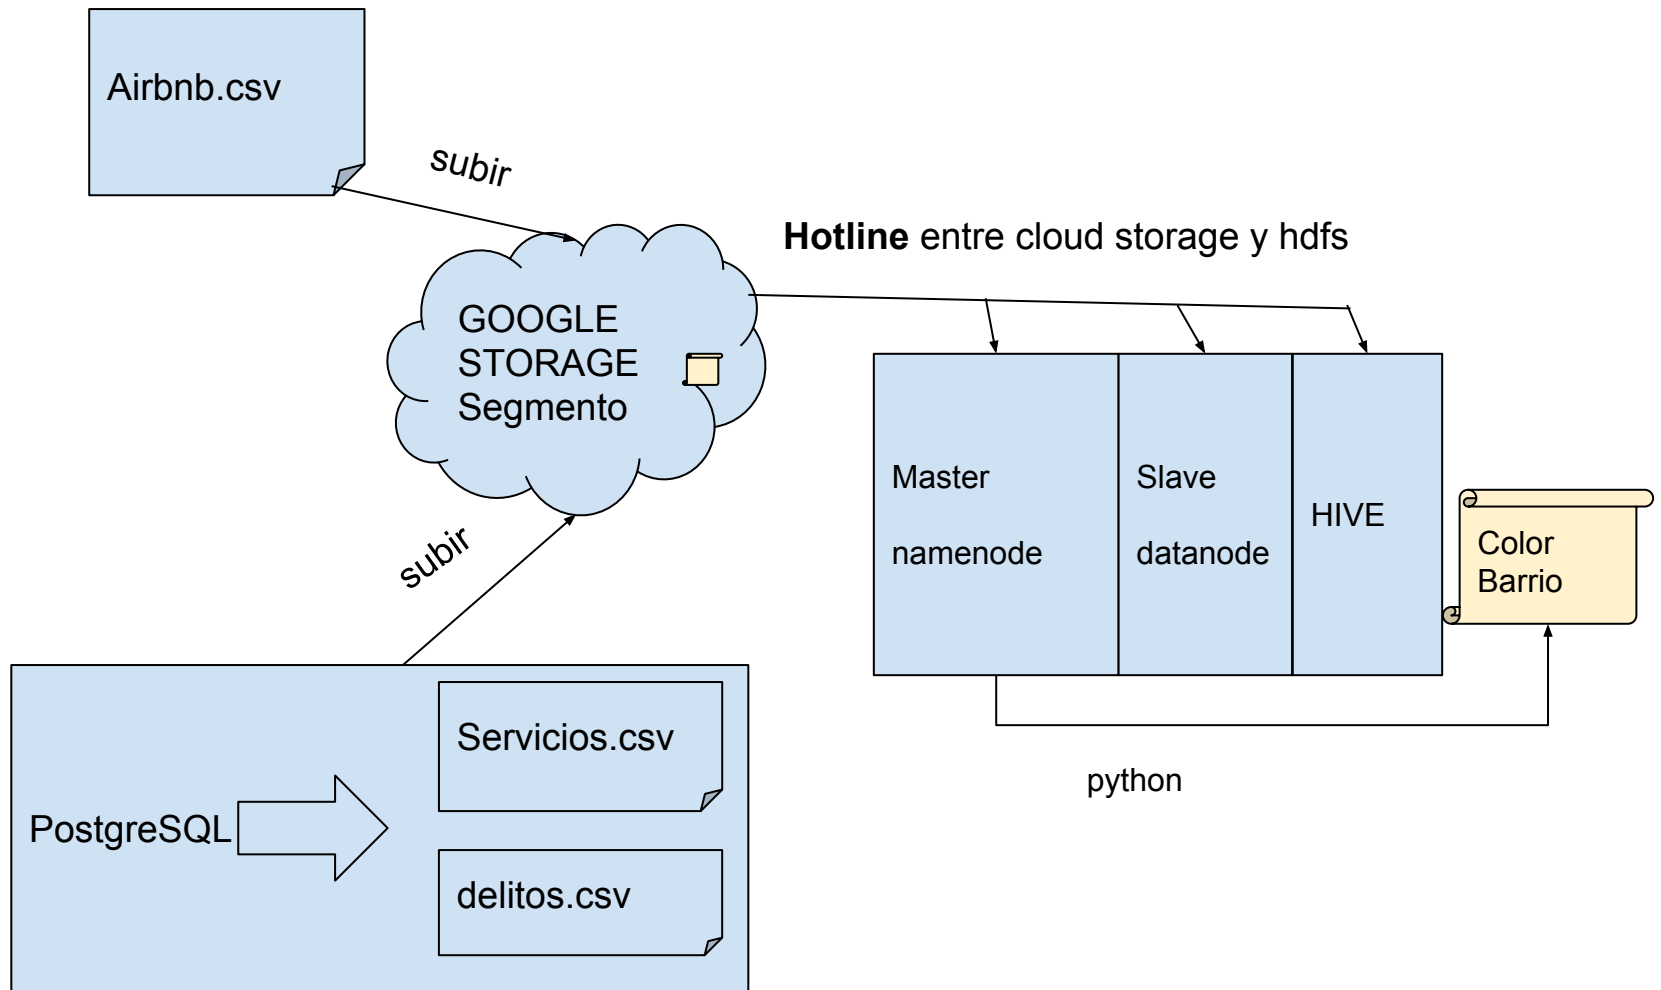 Airbnb.csv
subir
Hotline entre cloud storage y hdfs
GOOGLE
STORAGE
Segmento
Master
namenode
Slave
datanode
HIVE
Color
Barrio
subir
Servicios.csv
PostgreSQL
delitos.csv
python